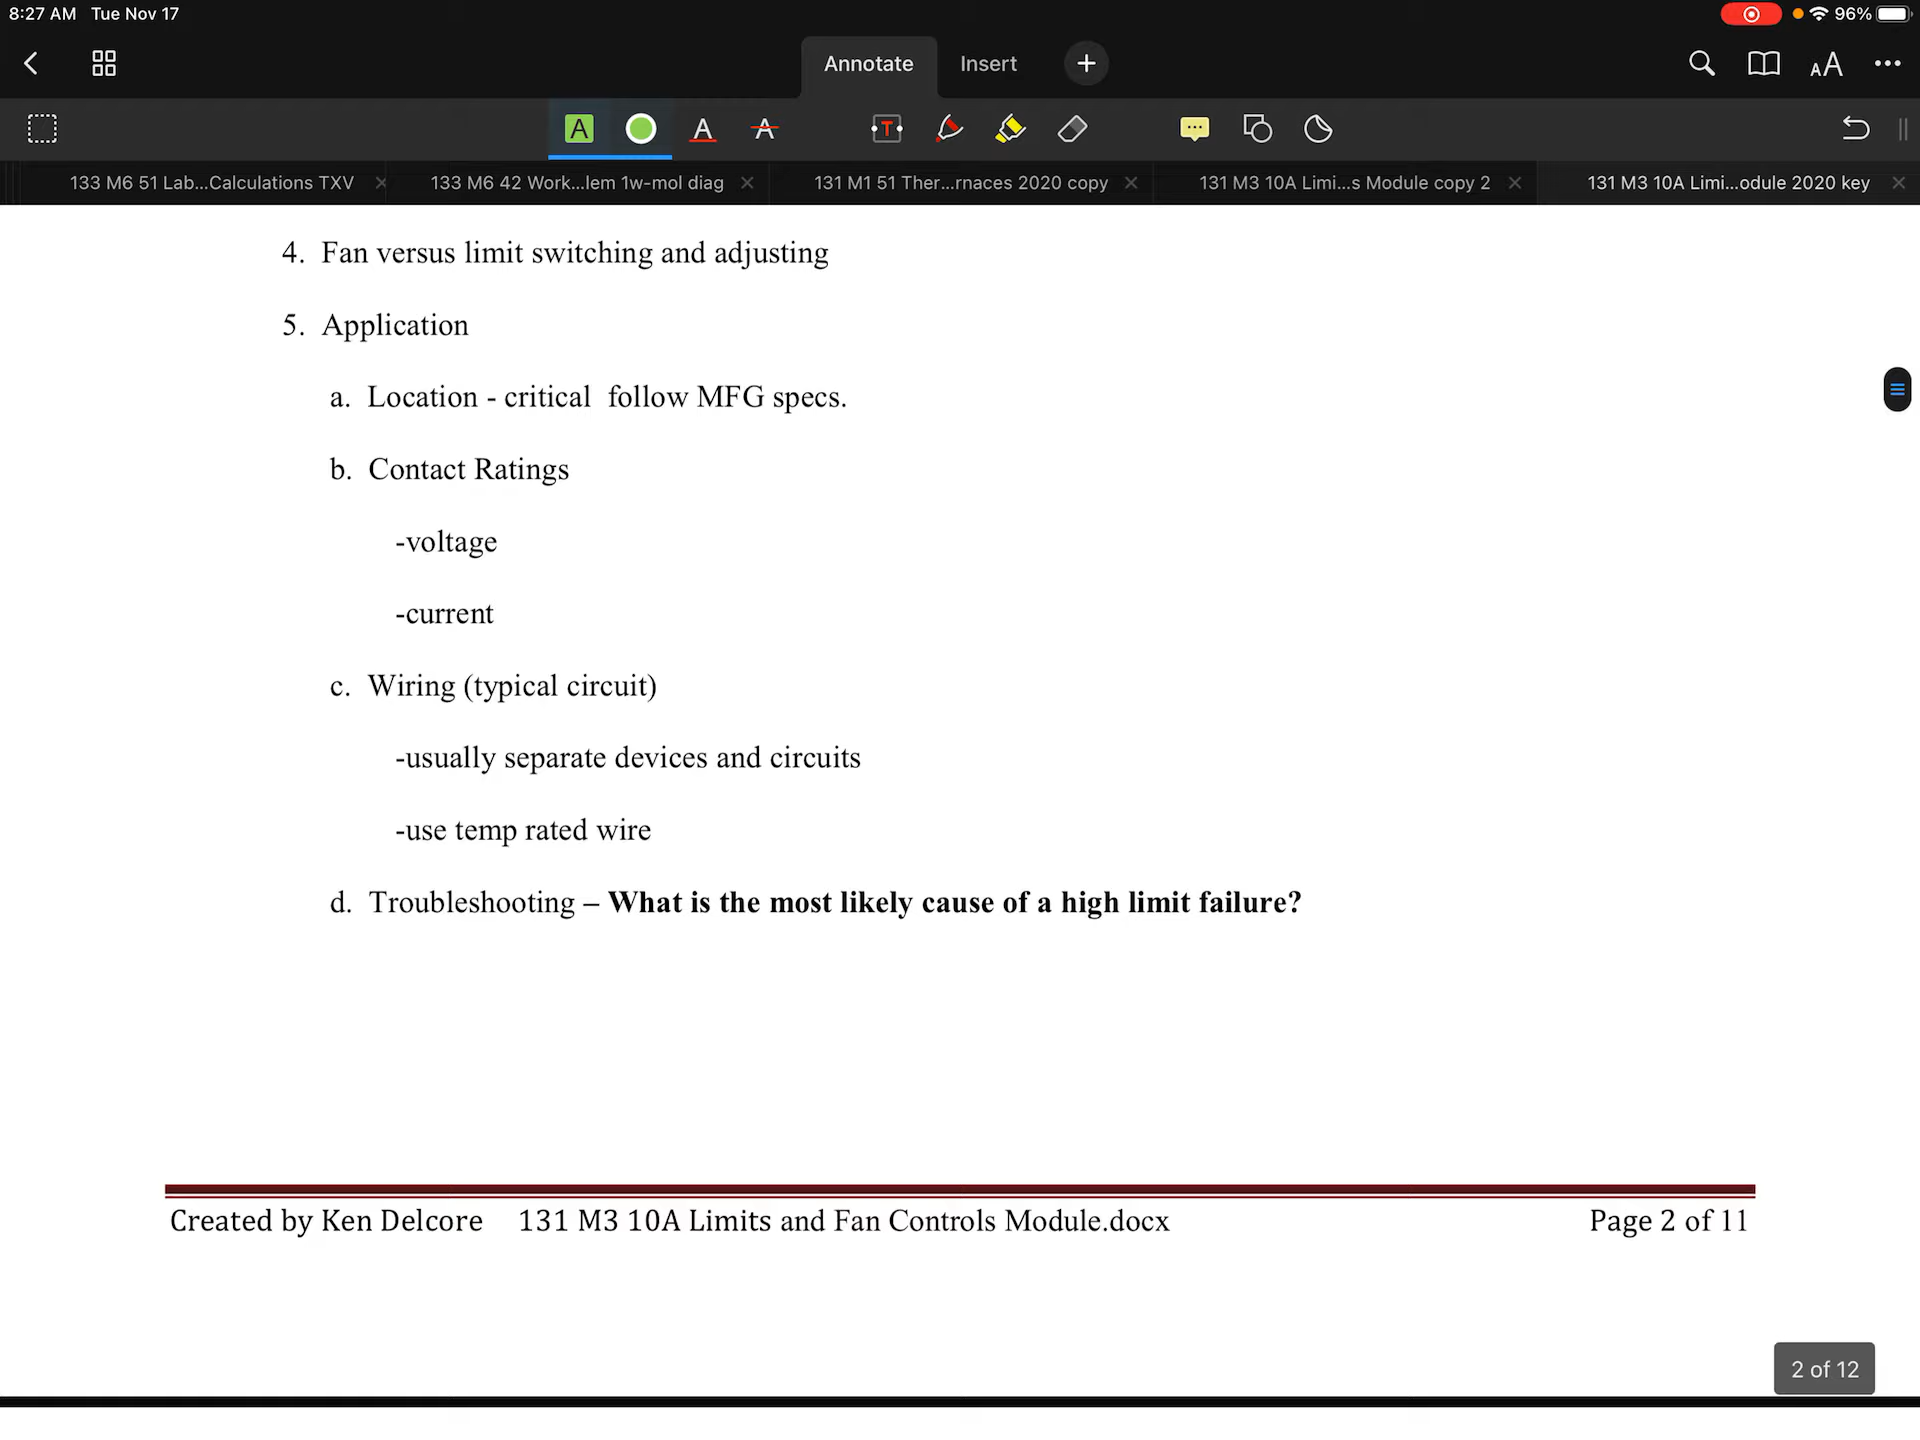 8:27 AM Tue Nov 17 96%
Annotate Insert
A A A T AA
133 M6 51 Lab...Calculations TXV 133 M6 42 Work...lem 1w-mol diag 131 M1 51 Ther...rnaces 2020 copy 131 M3 10A Limi...s Module copy 2 131 M3 10A Limi...odule 2020 key
4. Fan versus limit switching and adjusting
5. Application
a. Location - critical follow MFG specs.
b. Contact Ratings
-voltage
-current
c. Wiring (typical circuit)
-usually separate devices and circuits
-use temp rated wire
d. Troubleshooting – What is the most likely cause of a high limit failure?
Created by Ken Delcore 131 M3 10A Limits and Fan Controls Module.docx Page 2 of 11
2 of 12